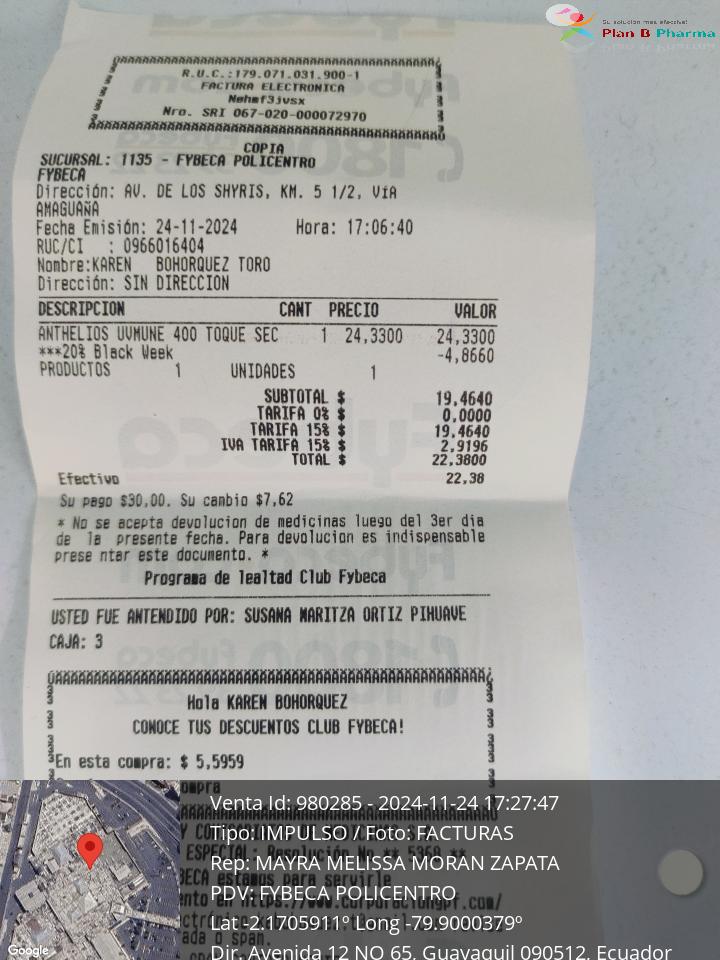 Su solución más efectiva!
Plan B Pharma
R.U.C.:179.071.031.900-1
FACTURA ELECTRONICA
Nehmf3jvsx
Nro. SRI 067-020-000072970
COPIA
SUCURSAL: 1135 - FYBECA POLICENTRO
FYBECA
Dirección: AV. DE LOS SHYRIS, KM. 5 1/2, VíA
AMAGUAÑA
Fecha Emisión: 24-11-2024 Hora: 17:06:40
RUC/CI : 0966016404
Nombre:KAREN BOHORQUEZ TORO
Dirección: SIN DIRECCION
DESCRIPCION CANT PRECIO VALOR
ANTHELIOS UVMUNE 400 TOQUE SEC 1 24,3300 24,3300
***20% Black Week -4,8660
PRODUCTOS 1 UNIDADES 1
SUBTOTAL $ 19,4640
TARIFA 0% $ 0,0000
TARIFA 15% $ 19,4640
IVA TARIFA 15% $ 2,9196
TOTAL $ 22,3800
Efectivo 22,38
Su pago $30,00. Su cambio $7,62
* No se acepta devolucion de medicinas luego del 3er dia
de la presente fecha. Para devolucion es indispensable
prese ntar este documento. *
Programa de lealtad Club Fybeca
USTED FUE ANTENDIDO POR: SUSANA MARITZA ORTIZ PIHUAVE
CAJA: 3
Hola KAREN BOHORQUEZ
CONOCE TUS DESCUENTOS CLUB FYBECA!
En esta compra: $ 5,5959
ompra
ESPECIAL: Resolución No ** 5368 **
BECA estamos para servirle
Venta Id: 980285 - 2024-11-24 17:27:47
Tipo: IMPULSO / Foto: FACTURAS
Rep: MAYRA MELISSA MORAN ZAPATA
PDV: FYBECA POLICENTRO
Lat -2.1705911º Long -79.9000379º
Dir. Avenida 12 NO 65, Guayaquil 090512, Ecuador
Google